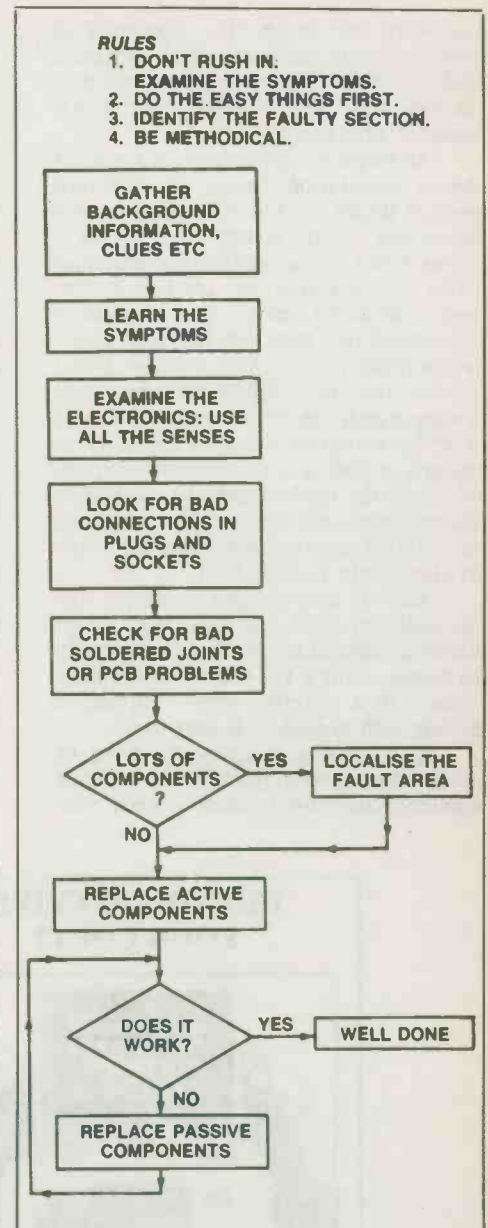 RULES
1. DON'T RUSH IN:
EXAMINE THE SYMPTOMS.
2. DO THE EASY THINGS FIRST.
3. IDENTIFY THE FAULTY SECTION.
4. BE METHODICAL.
GATHER
BACKGROUND
INFORMATION,
CLUES ETC
LEARN THE
SYMPTOMS
EXAMINE THE
ELECTRONICS: USE
ALL THE SENSES
LOOK FOR BAD
CONNECTIONS IN
PLUGS AND
SOCKETS
CHECK FOR BAD
SOLDERED JOINTS
OR PCB PROBLEMS
LOTS OF
COMPONENTS
?
YES
LOCALISE THE
FAULT AREA
NO
REPLACE ACTIVE
COMPONENTS
DOES IT
WORK?
YES
WELL DONE
NO
REPLACE PASSIVE
COMPONENTS